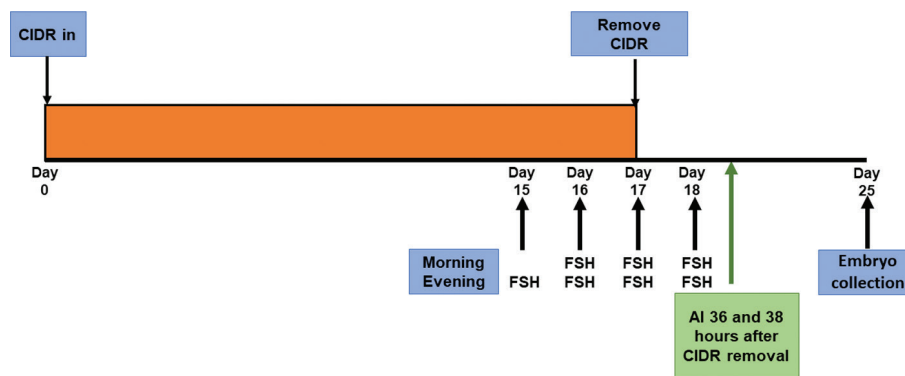 CIDR in
Remove
CIDR
Day
0
Day
15
Day
16
Day
17
Day
18
Day
25
Morning
Evening
FSH
FSH
FSH
FSH
FSH
FSH
FSH
AI 36 and 38
hours after
CIDR removal
Embryo
collection